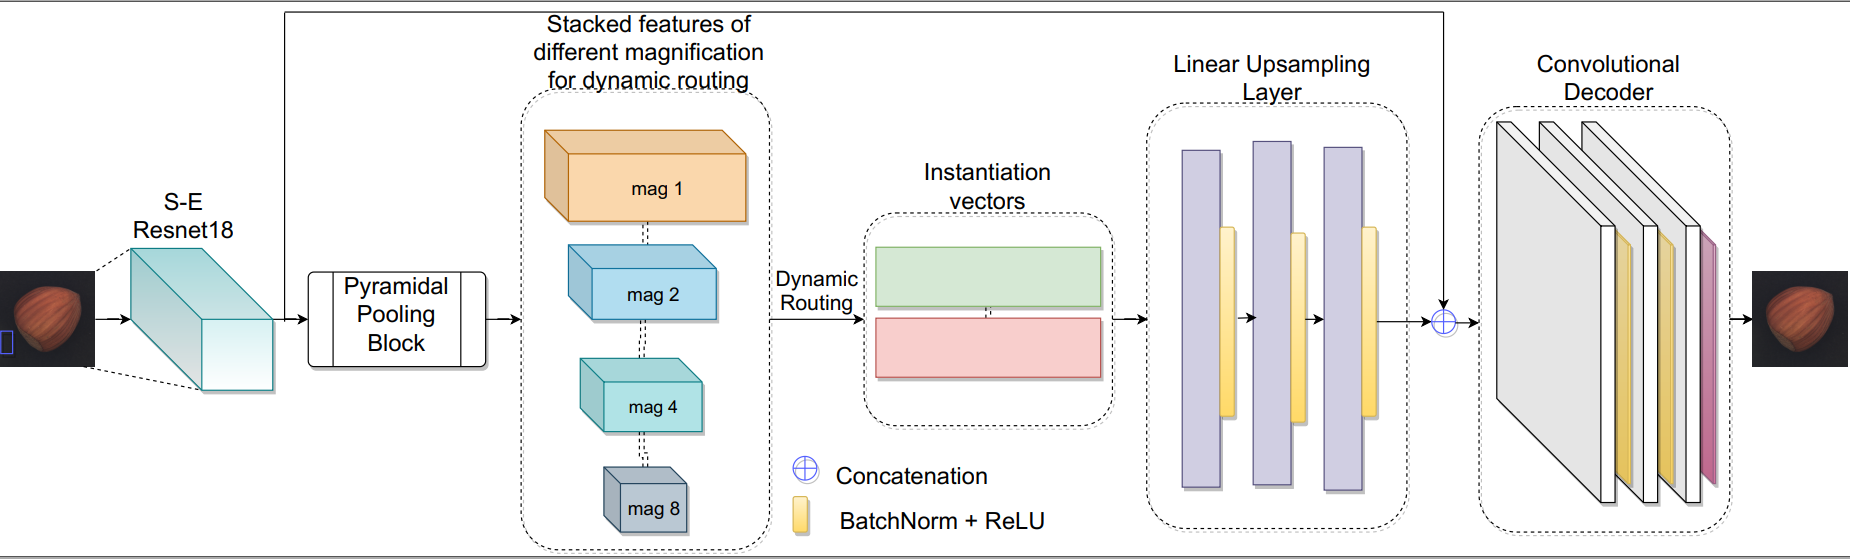 S-E
Resnet18
Pyramidal
Pooling
Block
Stacked features of
different magnification
for dynamic routing
mag 1
mag 2
mag 4
mag 8
Dynamic
Routing
Instantiation
vectors
Linear Upsampling
Layer
Convolutional
Decoder
Concatenation
BatchNorm + ReLU